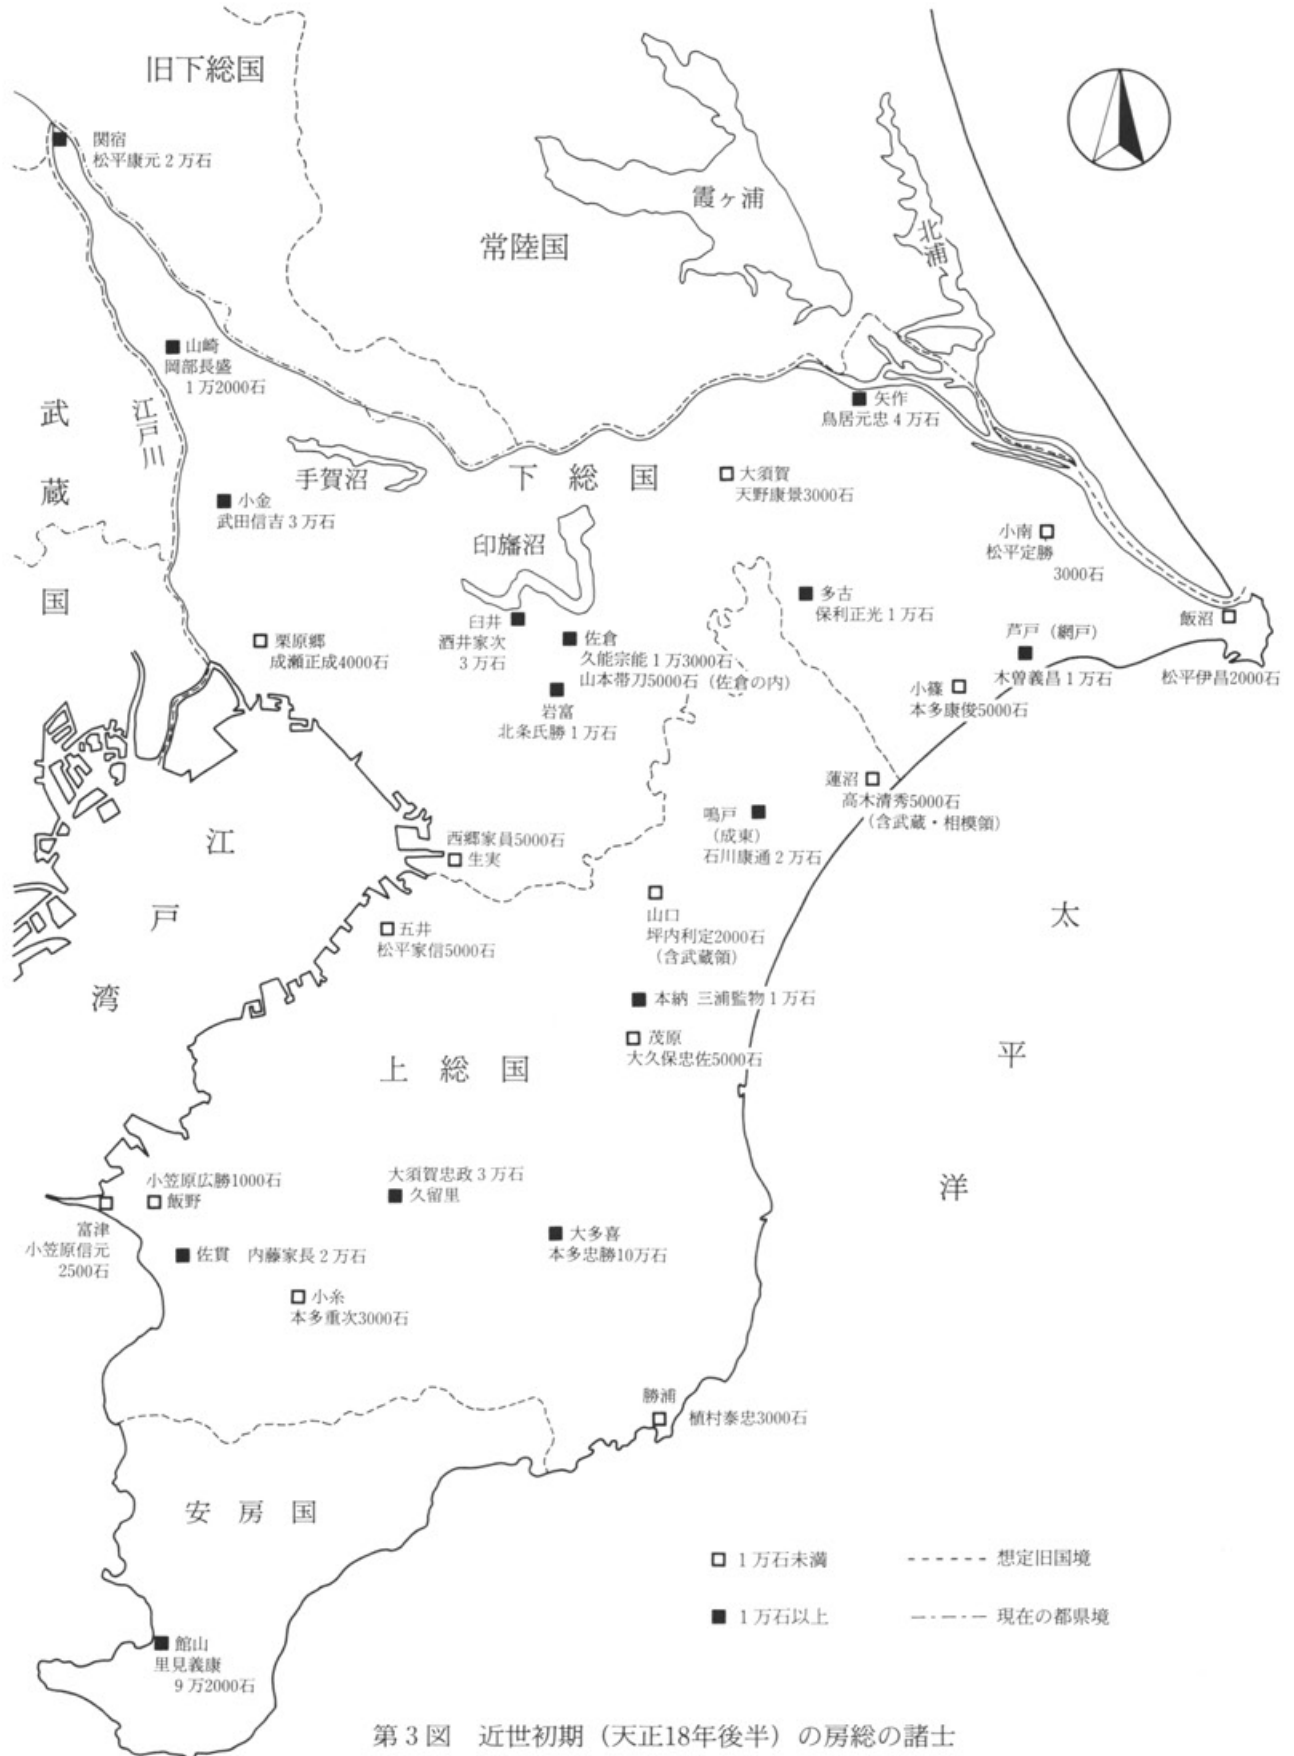 旧下総国
関宿
松平康元2万石
霞ヶ浦
北浦
常陸国
山崎
岡部長盛
1万2000石
武蔵国
江戸川
矢作
鳥居元忠4万石
手賀沼
下総国
大須賀
天野康景3000石
小金
武田信吉3万石
印旛沼
小南
松平定勝
3000石
多古
保利正光1万石
飯沼
松平伊昌2000石
臼井
酒井家次
3万石
佐倉
久能宗能1万3000石
山本帯刀5000石(佐倉の内)
芦戸(網戸)
木曽義昌1万石
栗原郷
成瀬正成4000石
小篠
本多康俊5000石
岩富
北条氏勝1万石
蓮沼
高木清秀5000石
(含武蔵・相模領)
鳴戸
(成東)
石川康通2万石
江戸湾
西郷家員5000石
生実
山口
坪内利定2000石
(含武蔵領)
太平洋
五井
松平家信5000石
本納 三浦監物1万石
茂原
大久保忠佐5000石
上総国
小笠原広勝1000石
飯野
大須賀忠政3万石
久留里
富津
小笠原信元
2500石
大多喜
本多忠勝10万石
佐貫 内藤家長2万石
小糸
本多重次3000石
勝浦
植村泰忠3000石
安房国
館山
里見義康
9万2000石
1万石未満
想定旧国境
1万石以上
現在の都県境
第3図 近世初期(天正18年後半)の房総の諸士